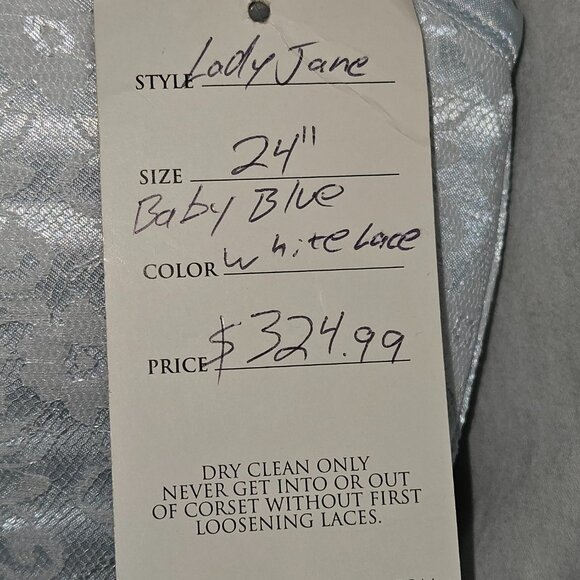 STYLE Lady Jane
SIZE 24"
Baby Blue
COLOR White Lace
PRICE $324.99
DRY CLEAN ONLY
NEVER GET INTO OR OUT
OF CORSET WITHOUT FIRST
LOOSENING LACES.